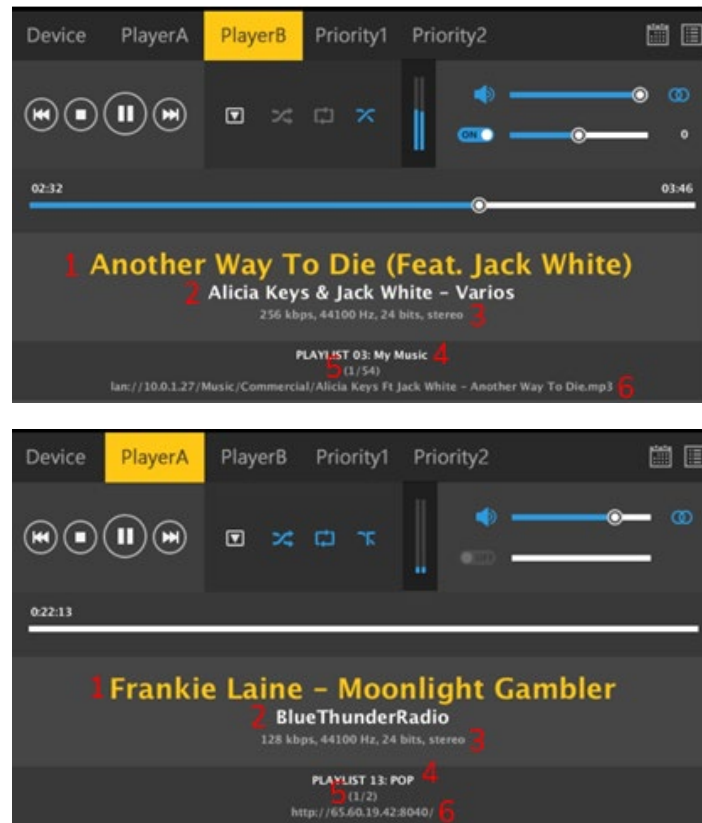 Device PlayerA PlayerB Priority1 Priority2
ON 0
02:32 03:46
1 Another Way To Die (Feat. Jack White)
2 Alicia Keys & Jack White – Varios
256 kbps, 44100 Hz, 24 bits, stereo 3
PLAYLIST 03: My Music 4
5 (1/54)
lan://10.0.1.27/Music/Commercial/Alicia Keys Ft Jack White – Another Way To Die.mp3 6
Device PlayerA PlayerB Priority1 Priority2
0:22:13
1 Frankie Laine – Moonlight Gambler
2 BlueThunderRadio
128 kbps, 44100 Hz, 24 bits, stereo 3
PLAYLIST 13: POP 4
5 (1/2)
http://65.60.19.42:8040/ 6